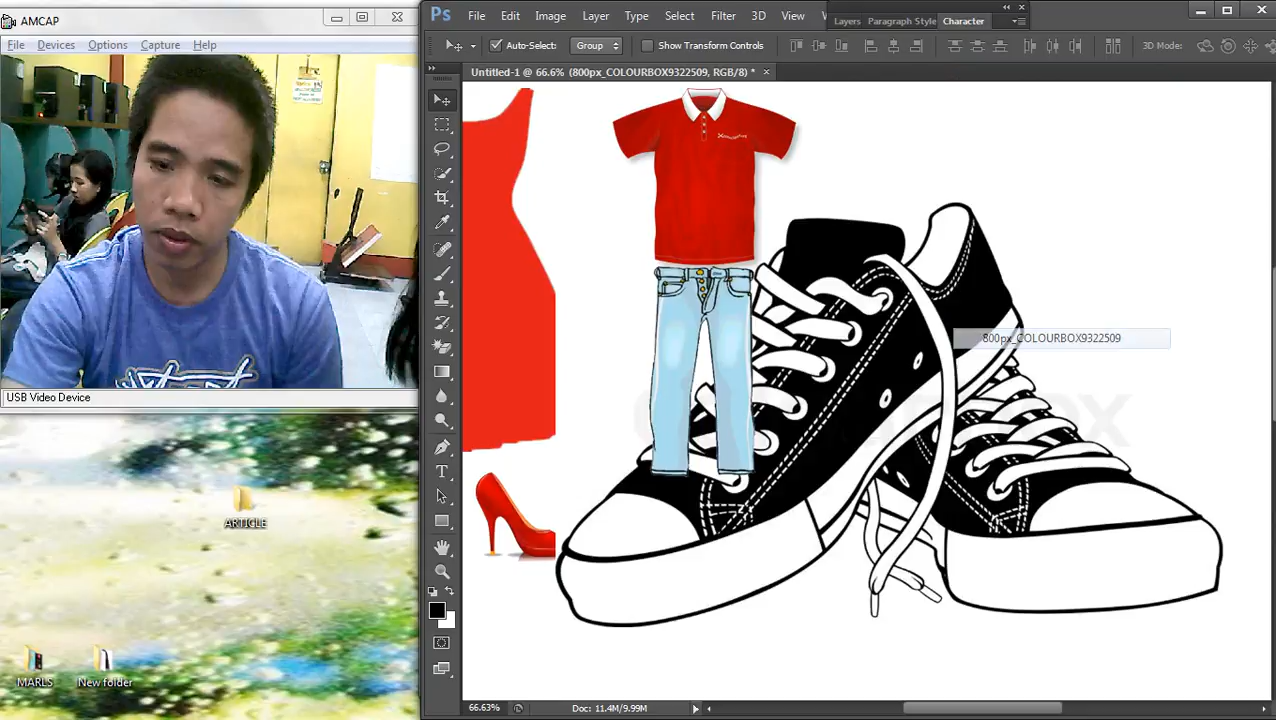 AMCAP
File Devices Options Capture Help
USB Video Device
ARTICLE
MARLS
New folder
Ps File Edit Image Layer Type Select Filter 3D View
Layers Paragraph Style Character
Auto-Select: Group Show Transform Controls 3D Mode:
Untitled-1 @ 66.6% (800px_COLOURBOX9322509, RGB/8) *
800px_COLOURBOX9322509
66.63% Doc: 11.4M/9.99M